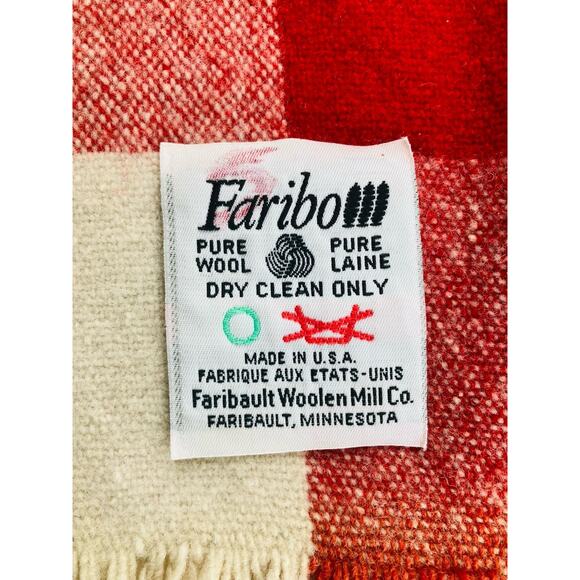 Faribo
PURE WOOL PURE LAINE
DRY CLEAN ONLY
MADE IN U.S.A.
FABRIQUE AUX ETATS-UNIS
Faribault Woolen Mill Co.
FARIBAULT, MINNESOTA